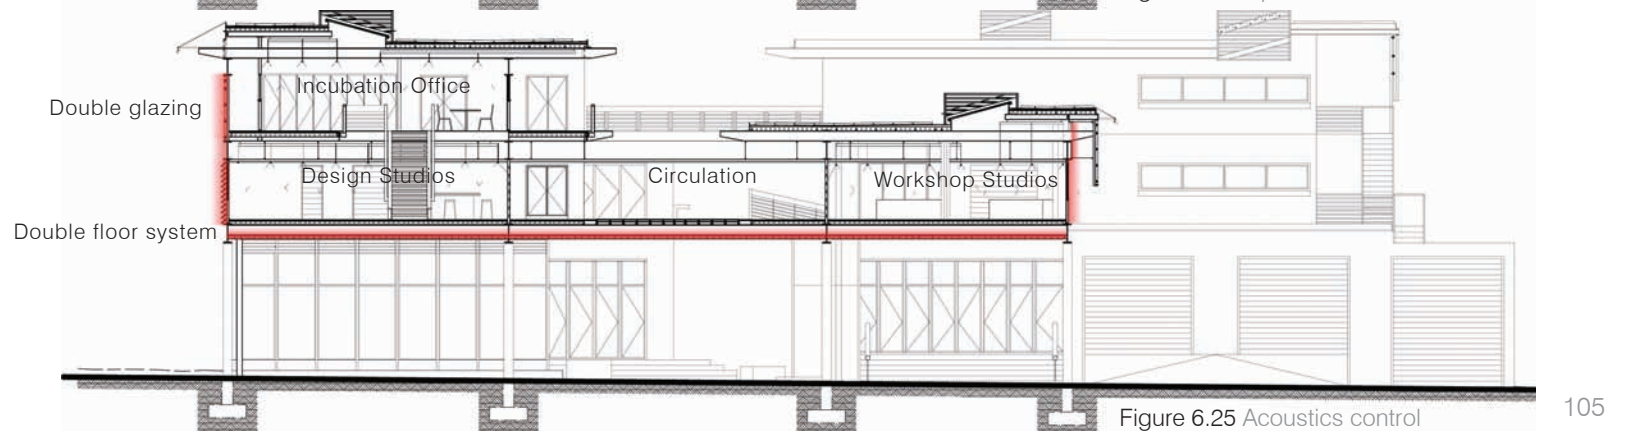 Incubation Office
Double glazing
Design Studios
Circulation
Workshop Studios
Double floor system
Figure 6.25 Acoustics control
105